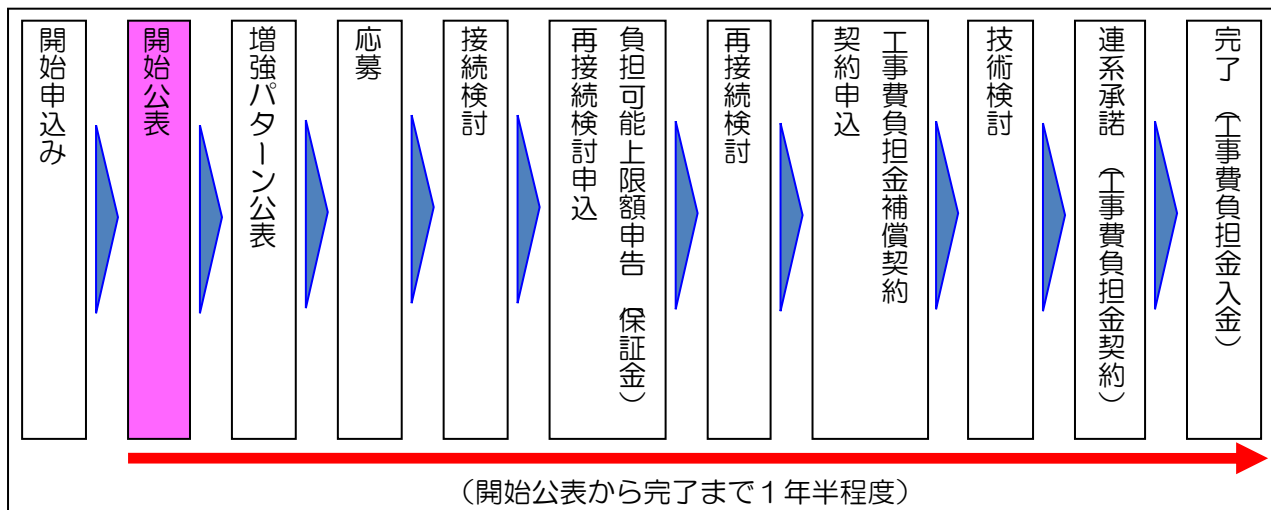 開始申込み
開始公表
増強パターン公表
応募
接続検討
負担可能上限額申告（保証金）
再接続検討申込
再接続検討
工事費負担金補償契約
契約申込
技術検討
連系承諾（工事費負担金契約）
完了（工事費負担金入金）
（開始公表から完了まで１年半程度）